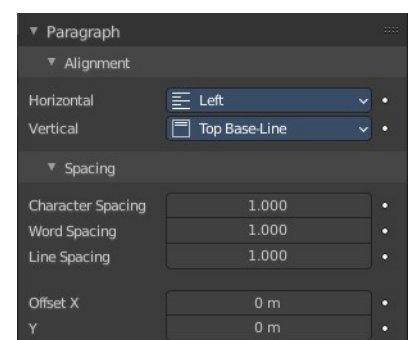 Paragraph
Alignment
Horizontal Left
Vertical Top Base-Line
Spacing
Character Spacing 1.000
Word Spacing 1.000
Line Spacing 1.000
Offset X 0 m
Y 0 m